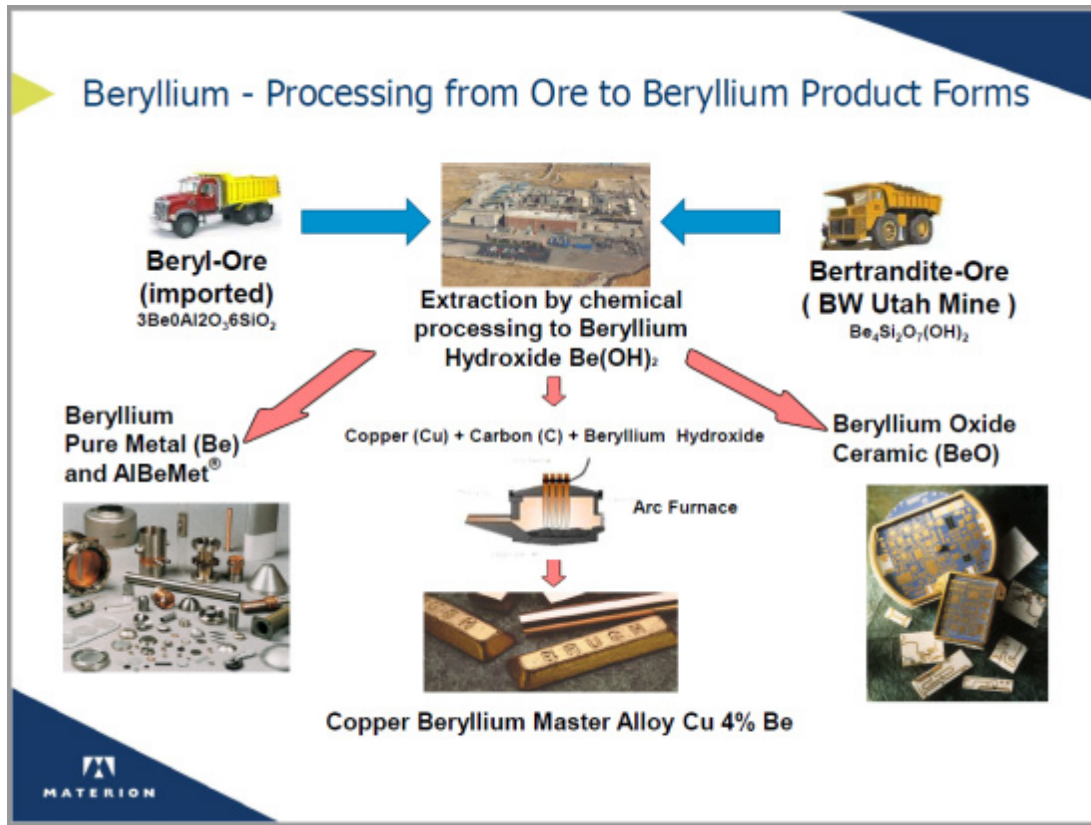 Beryllium - Processing from Ore to Beryllium Product Forms
Beryl-Ore
(imported)
3Be0Al2O₃6SiO₂
Extraction by chemical
processing to Beryllium
Hydroxide Be(OH)₂
Bertrandite-Ore
( BW Utah Mine )
Be₄Si₂O₇(OH)₂
Beryllium
Pure Metal (Be)
and AlBeMet®
Copper (Cu) + Carbon (C) + Beryllium Hydroxide
Arc Furnace
Beryllium Oxide
Ceramic (BeO)
Copper Beryllium Master Alloy Cu 4% Be
MATERION